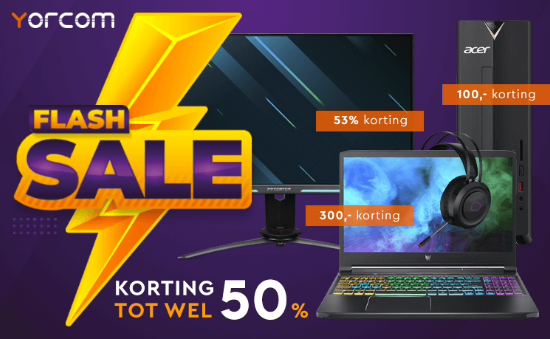 Yorcom
FLASH
SALE
acer
100,- korting
53% korting
300,- korting
KORTING
TOT WEL 50%